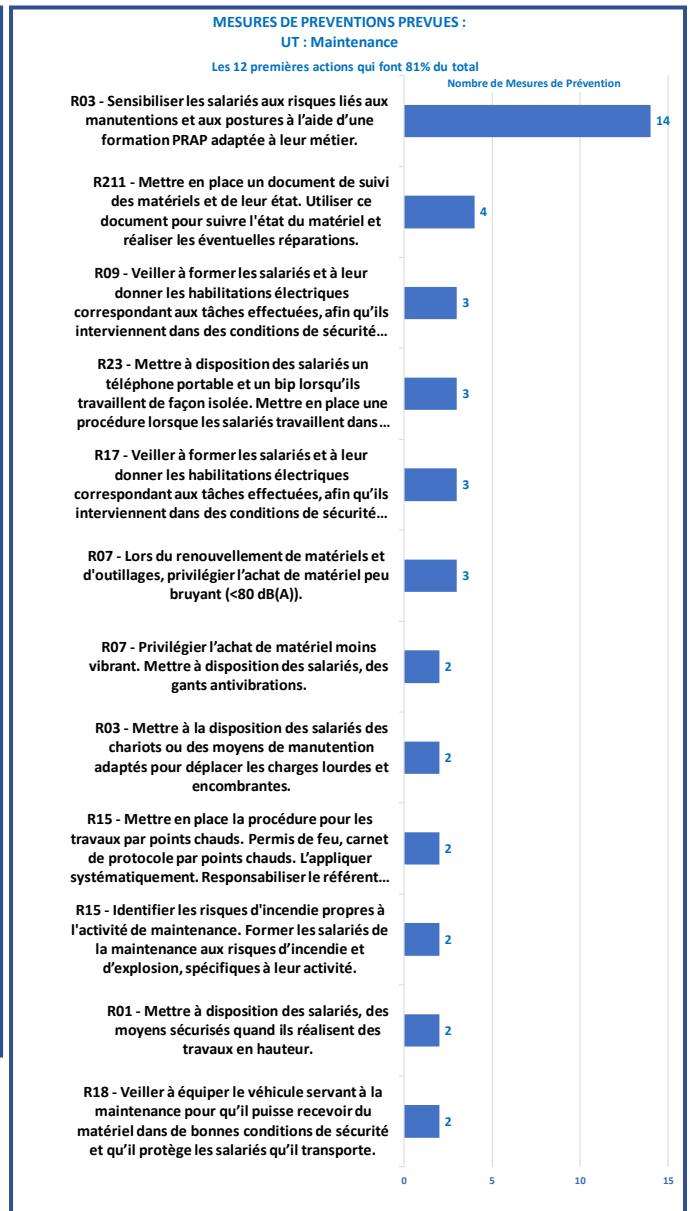 MESURES DE PREVENTIONS PREVUES :
UT : Maintenance
Les 12 premières actions qui font 81% du total
Nombre de Mesures de Prévention
R03 - Sensibiliser les salariés aux risques liés aux
manutentions et aux postures à l’aide d’une
formation PRAP adaptée à leur métier.
14
R211 - Mettre en place un document de suivi
des matériels et de leur état. Utiliser ce
document pour suivre l'état du matériel et
réaliser les éventuelles réparations.
4
R09 - Veiller à former les salariés et à leur
donner les habilitations électriques
correspondant aux tâches effectuées, afin qu’ils
interviennent dans des conditions de sécurité…
3
R23 - Mettre à disposition des salariés un
téléphone portable et un bip lorsqu’ils
travaillent de façon isolée. Mettre en place une
procédure lorsque les salariés travaillent dans…
3
R17 - Veiller à former les salariés et à leur
donner les habilitations électriques
correspondant aux tâches effectuées, afin qu’ils
interviennent dans des conditions de sécurité…
3
R07 - Lors du renouvellement de matériels et
d'outillages, privilégier l’achat de matériel peu
bruyant (<80 dB(A)).
3
R07 - Privilégier l’achat de matériel moins
vibrant. Mettre à disposition des salariés, des
gants antivibrations.
2
R03 - Mettre à la disposition des salariés des
chariots ou des moyens de manutention
adaptés pour déplacer les charges lourdes et
encombrantes.
2
R15 - Mettre en place la procédure pour les
travaux par points chauds. Permis de feu, carnet
de protocole par points chauds. L’appliquer
systématiquement. Responsabiliser le référent…
2
R15 - Identifier les risques d'incendie propres à
l'activité de maintenance. Former les salariés de
la maintenance aux risques d’incendie et
d’explosion, spécifiques à leur activité.
2
R01 - Mettre à disposition des salariés, des
moyens sécurisés quand ils réalisent des
travaux en hauteur.
2
R18 - Veiller à équiper le véhicule servant à la
maintenance pour qu’il puisse recevoir du
matériel dans de bonnes conditions de sécurité
et qu’il protège les salariés qu’il transporte.
2
0 5 10 15